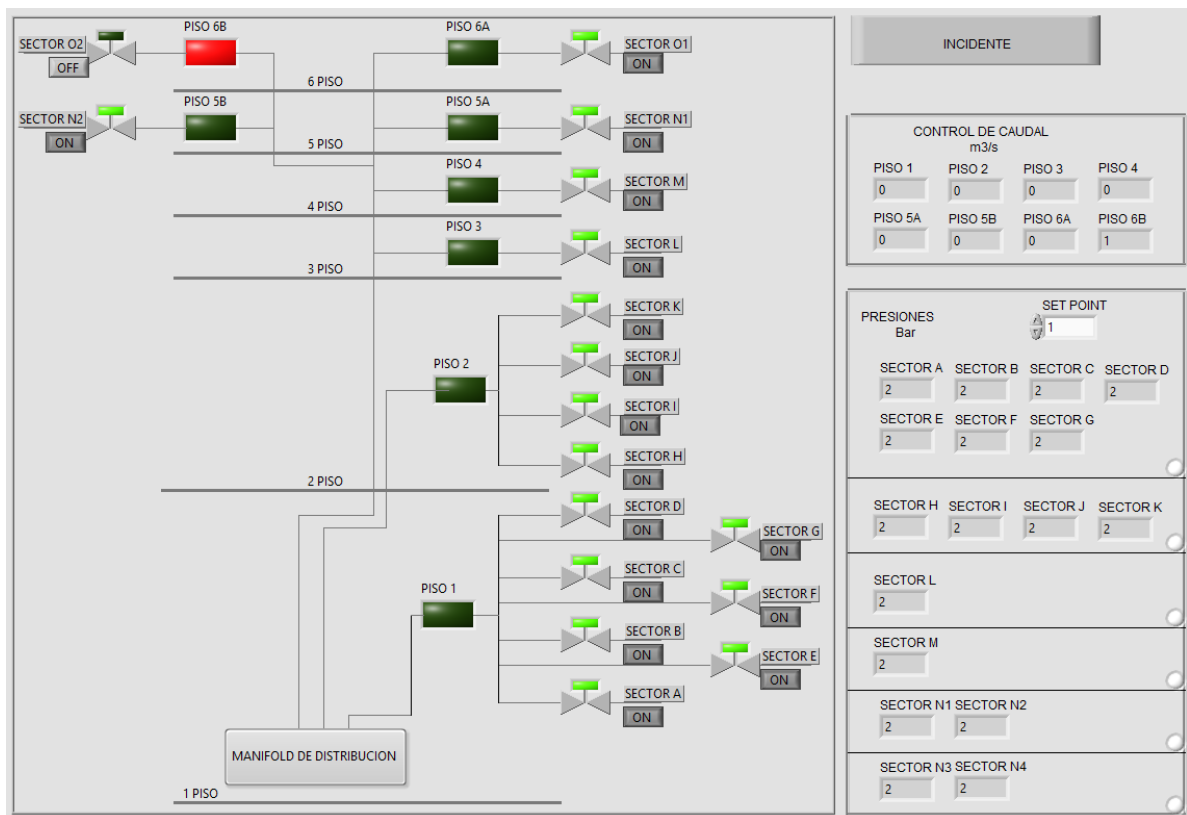 PISO 6B
PISO 6A
SECTOR O2
OFF
SECTOR O1
ON
6 PISO
PISO 5B
PISO 5A
SECTOR N2
ON
SECTOR N1
ON
5 PISO
PISO 4
SECTOR M
ON
4 PISO
PISO 3
SECTOR L
ON
3 PISO
SECTOR K
ON
PISO 2
SECTOR J
ON
SECTOR I
ON
SECTOR H
ON
2 PISO
SECTOR D
ON
SECTOR G
ON
SECTOR C
ON
PISO 1
SECTOR F
ON
SECTOR B
ON
SECTOR E
ON
SECTOR A
ON
MANIFOLD DE DISTRIBUCION
1 PISO
INCIDENTE
CONTROL DE CAUDAL
m3/s
PISO 1 PISO 2 PISO 3 PISO 4
0 0 0 0
PISO 5A PISO 5B PISO 6A PISO 6B
0 0 0 1
PRESIONES
Bar
SET POINT
1
SECTOR A SECTOR B SECTOR C SECTOR D
2 2 2 2
SECTOR E SECTOR F SECTOR G
2 2 2
SECTOR H SECTOR I SECTOR J SECTOR K
2 2 2 2
SECTOR L
2
SECTOR M
2
SECTOR N1 SECTOR N2
2 2
SECTOR N3 SECTOR N4
2 2